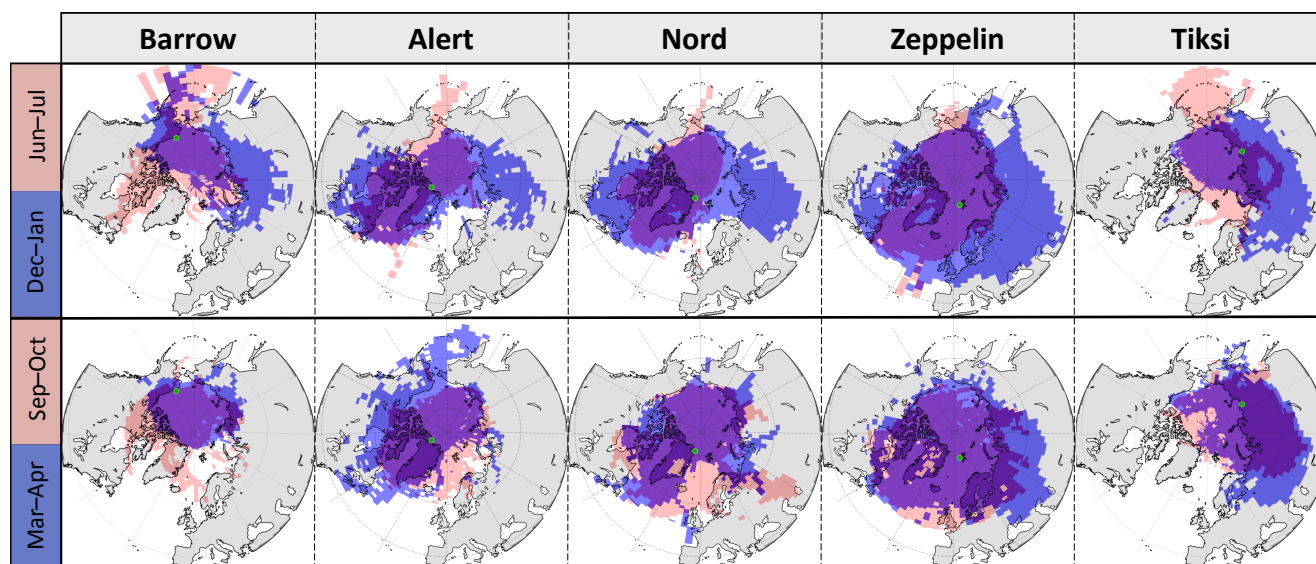 Barrow
Alert
Nord
Zeppelin
Tiksi
Jun–Jul
Dec–Jan
Sep–Oct
Mar–Apr